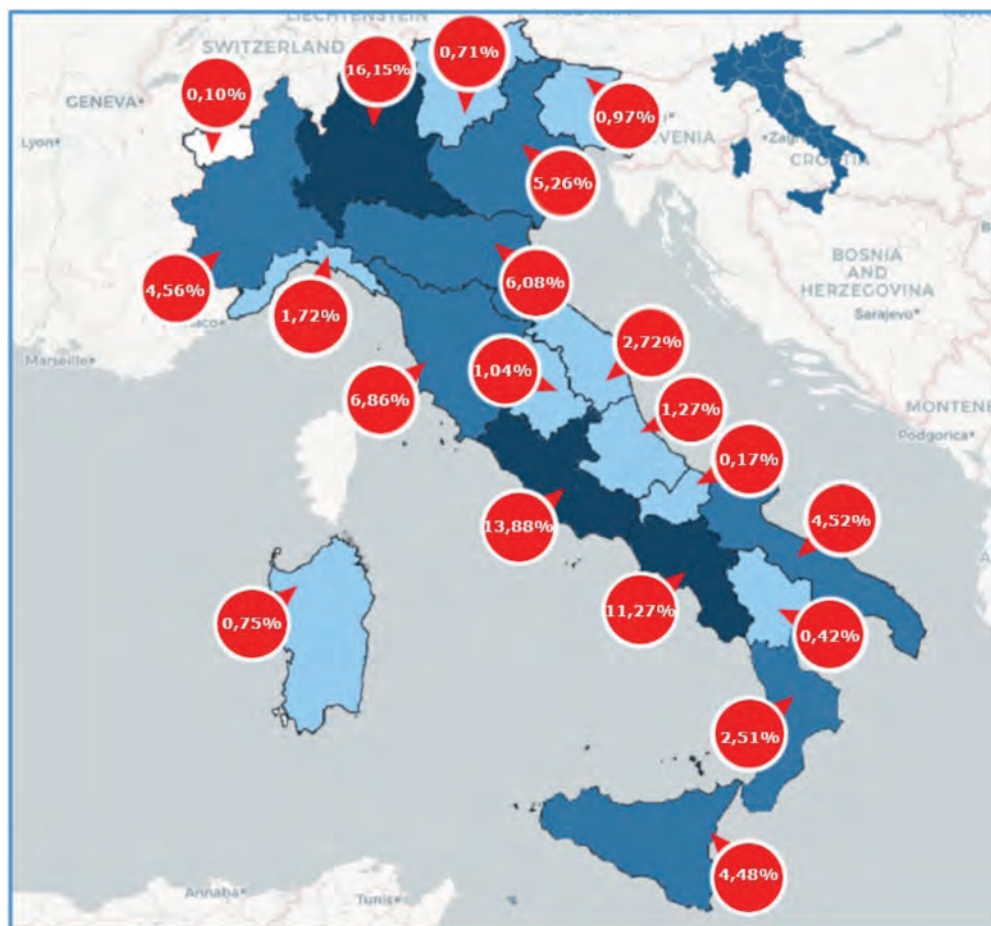 LIECHTENSTEIN
SWITZERLAND
0,71%
16,15%
0,10%
GENEVA
0,97%
Lyon
VENIA
Zag
CROATIA
5,26%
BOSNIA
AND
HERZEGOVINA
6,08%
4,56%
1,72%
aco
Sarajevo
2,72%
Marseille
1,04%
6,86%
1,27%
MONTENE
Podgorica
0,17%
13,88%
4,52%
11,27%
0,75%
0,42%
2,51%
4,48%
Annaba
Tunis